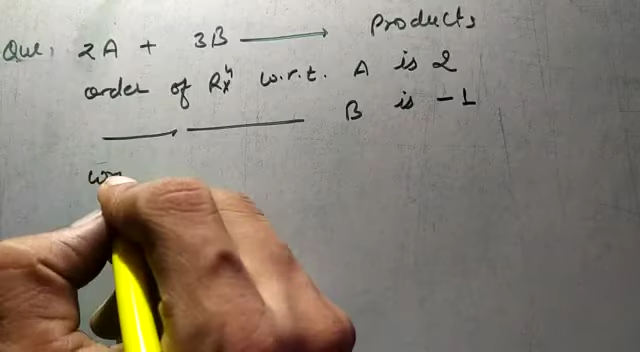 Que, 2A + 3B ⟶ Products
order of Rxⁿ w.r.t. A is 2
B is -1